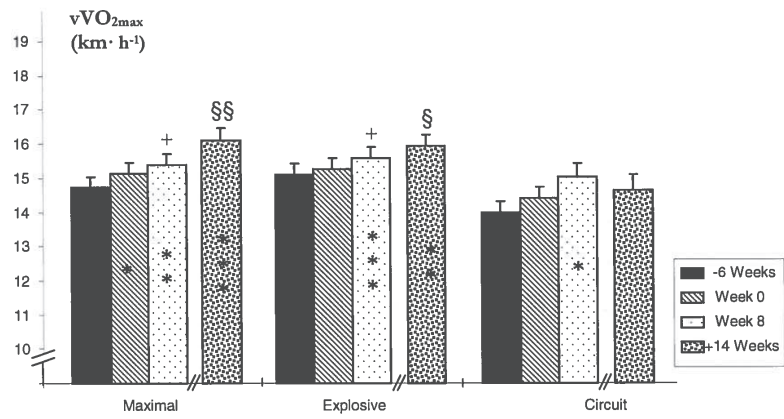 vVO2max
(km· h-1)
19
18
17
16
15
14
13
12
11
10
§§
+
+
§
*
*
*
*
*
*
*
*
*
*
*
*
-6 Weeks
Week 0
Week 8
+14 Weeks
Maximal
Explosive
Circuit